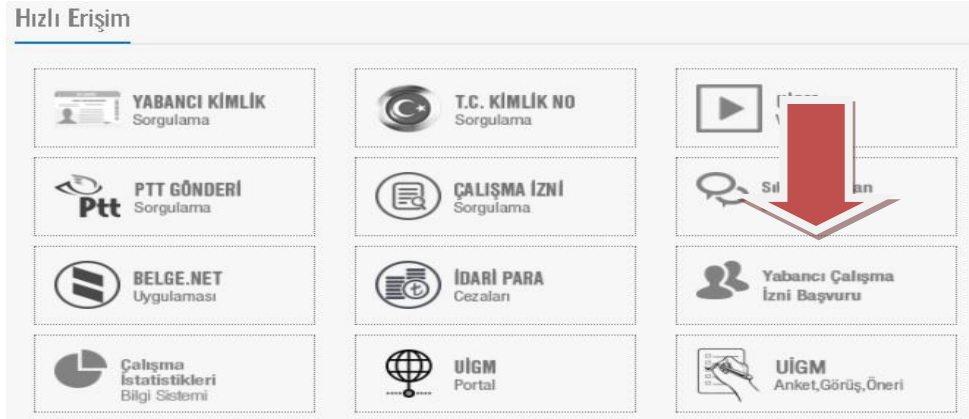 Hızlı Erişim
YABANCI KİMLİK
Sorgulama
T.C. KİMLİK NO
Sorgulama
PTT GÖNDERİ
Sorgulama
Ptt
ÇALIŞMA İZNİ
Sorgulama
BELGE.NET
Uygulaması
İDARİ PARA
Cezaları
Yabancı Çalışma
İzni Başvuru
Çalışma
İstatistikleri
Bilgi Sistemi
UİGM
Portal
UİGM
Anket,Görüş,Öneri